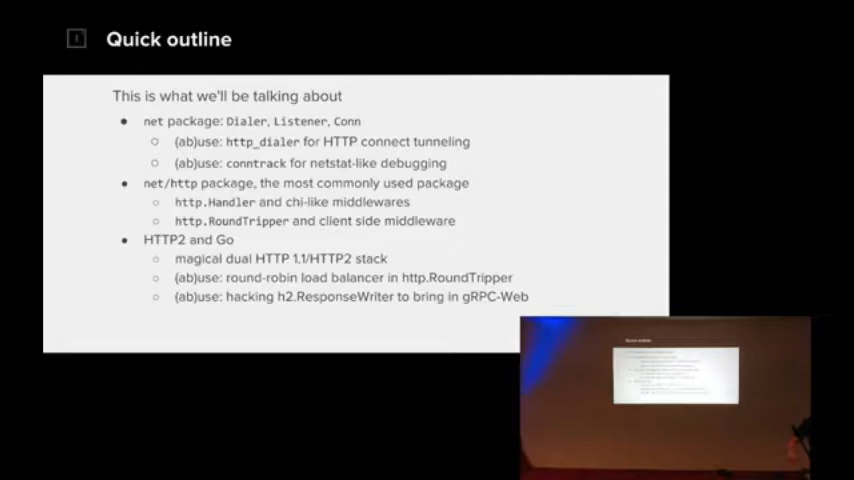 Quick outline
This is what we'll be talking about
● net package: Dialer, Listener, Conn
○ (ab)use: http_dialer for HTTP connect tunneling
○ (ab)use: conntrack for netstat-like debugging
● net/http package, the most commonly used package
○ http.Handler and chi-like middlewares
○ http.RoundTripper and client side middleware
● HTTP2 and Go
○ magical dual HTTP 1.1/HTTP2 stack
○ (ab)use: round-robin load balancer in http.RoundTripper
○ (ab)use: hacking h2.ResponseWriter to bring in gRPC-Web
Quick outline